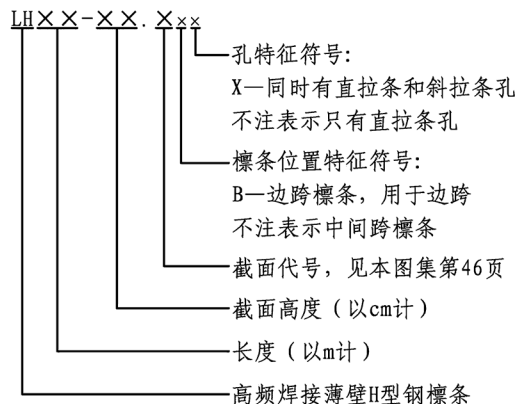 LH××-××.×××
孔特征符号:
X—同时有直拉条和斜拉条孔
不注表示只有直拉条孔
檩条位置特征符号:
B—边跨檩条，用于边跨
不注表示中间跨檩条
截面代号，见本图集第46页
截面高度（以cm计）
长度（以m计）
高频焊接薄壁H型钢檩条